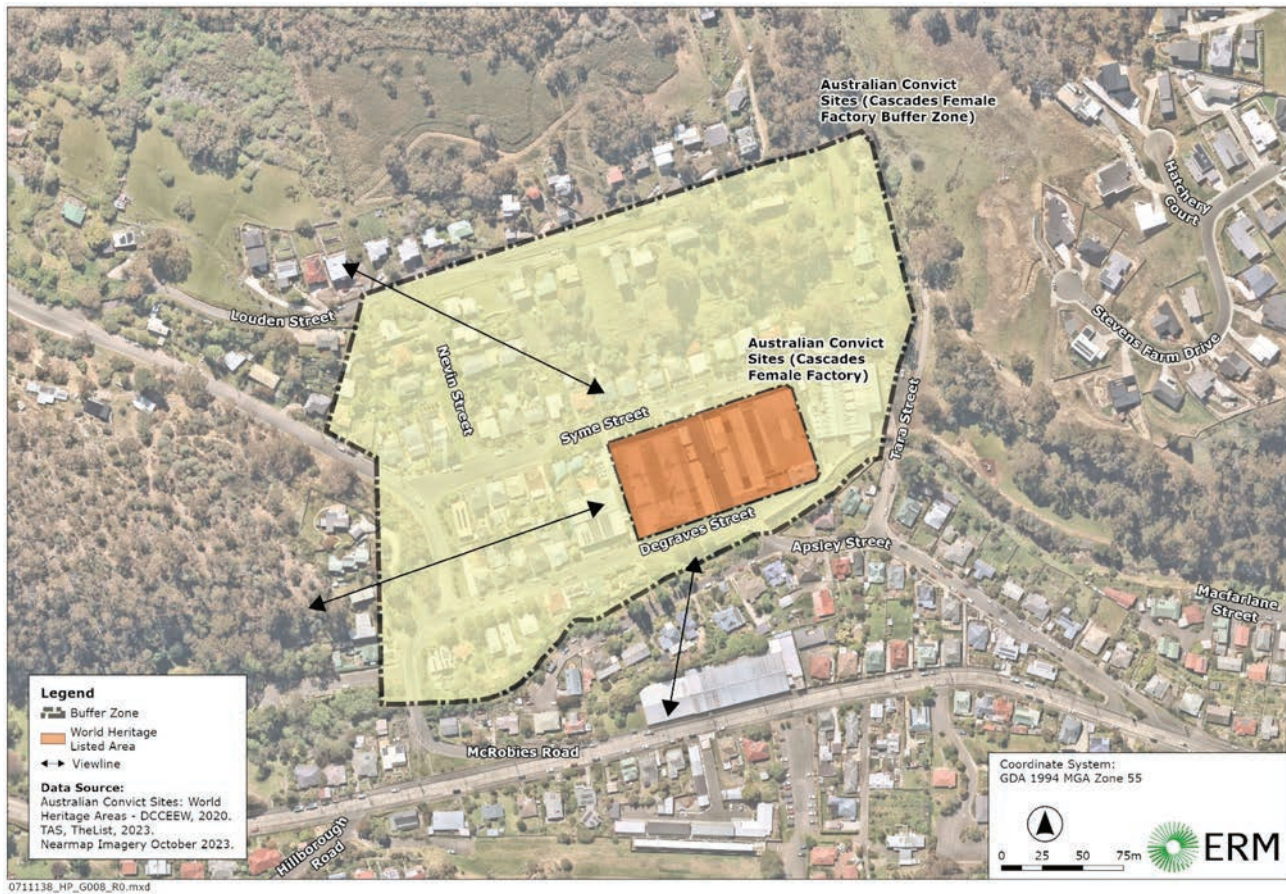 Australian Convict
Sites (Cascades Female
Factory Buffer Zone)
Hatchery
Court
Louden Street
Stevens Farm Drive
Nevin Street
Australian Convict
Sites (Cascades
Female Factory)
Syme Street
Tara Street
Degraves Street
Apsley Street
Macfarlane
Street
McRobies Road
Hillborough
Road
Legend
Buffer Zone
World Heritage
Listed Area
Viewline
Data Source:
Australian Convict Sites: World
Heritage Areas - DCCEEW, 2020.
TAS, TheList, 2023.
Nearmap Imagery October 2023.
Coordinate System:
GDA 1994 MGA Zone 55
0 25 50 75m
ERM
0711138_HP_G008_R0.mxd